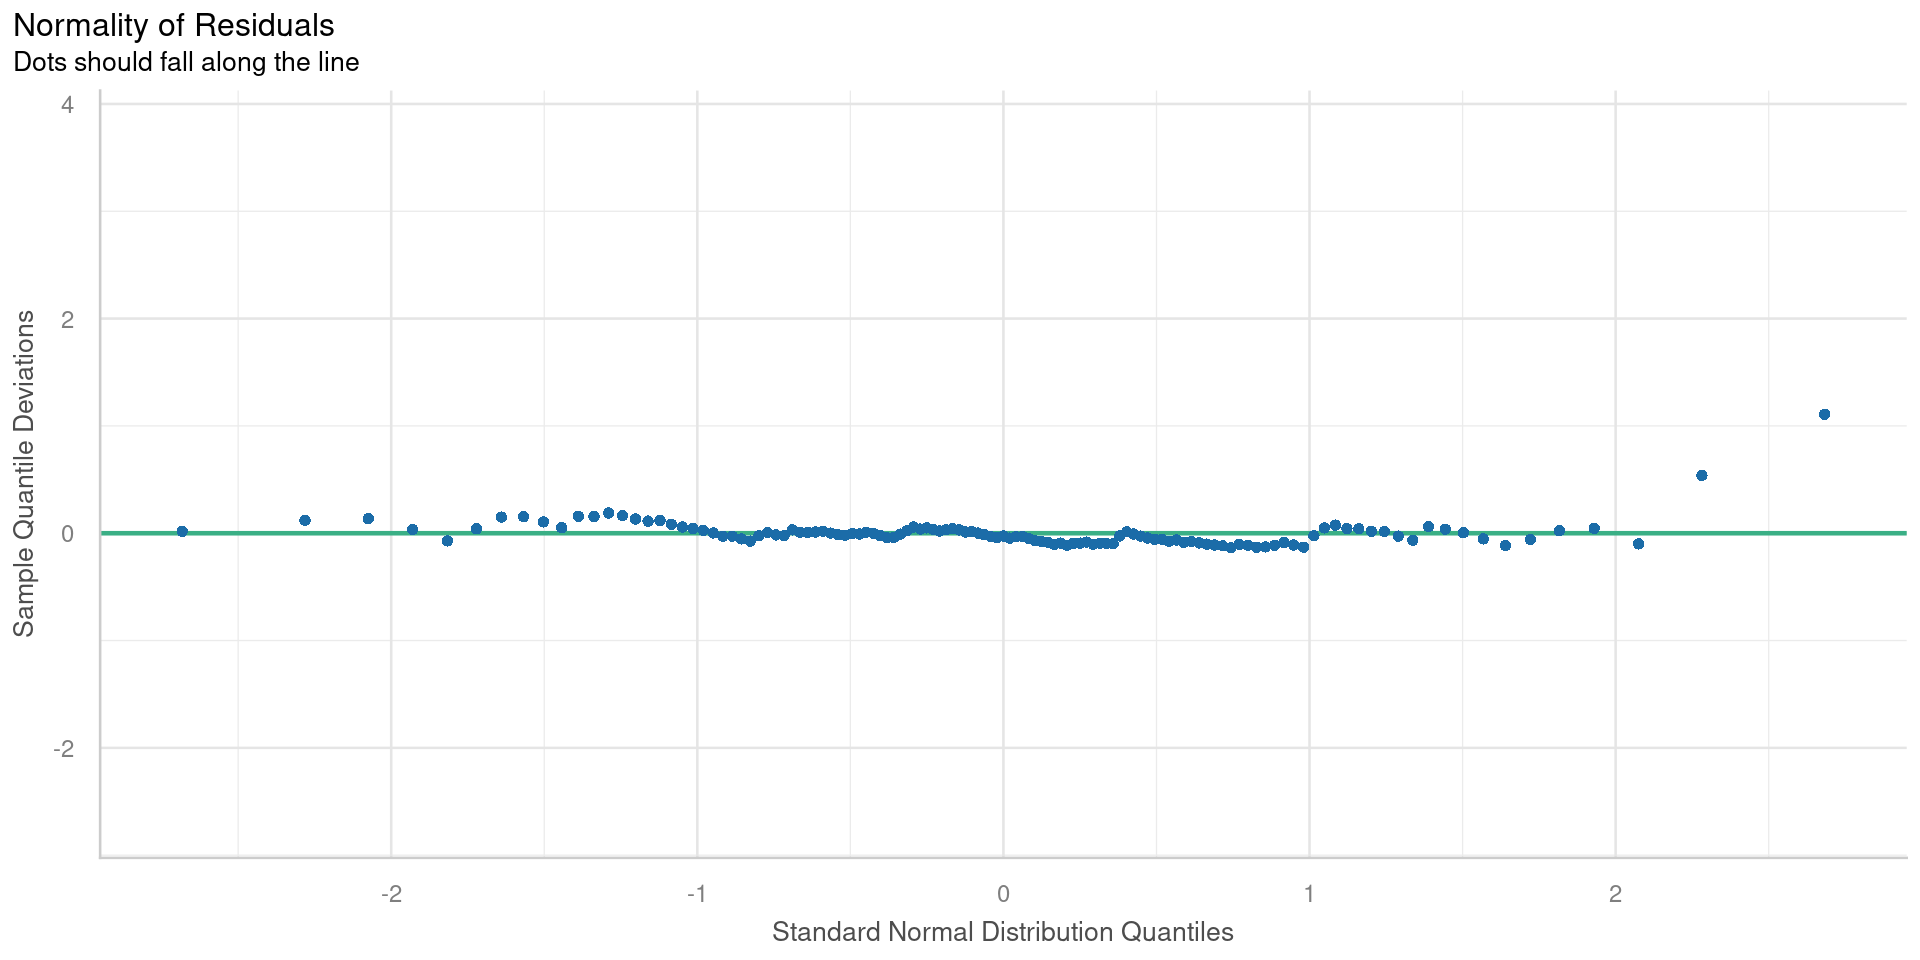 Normality of Residuals
Dots should fall along the line
4
2
0
-2
Sample Quantile Deviations
-2 -1 0 1 2
Standard Normal Distribution Quantiles